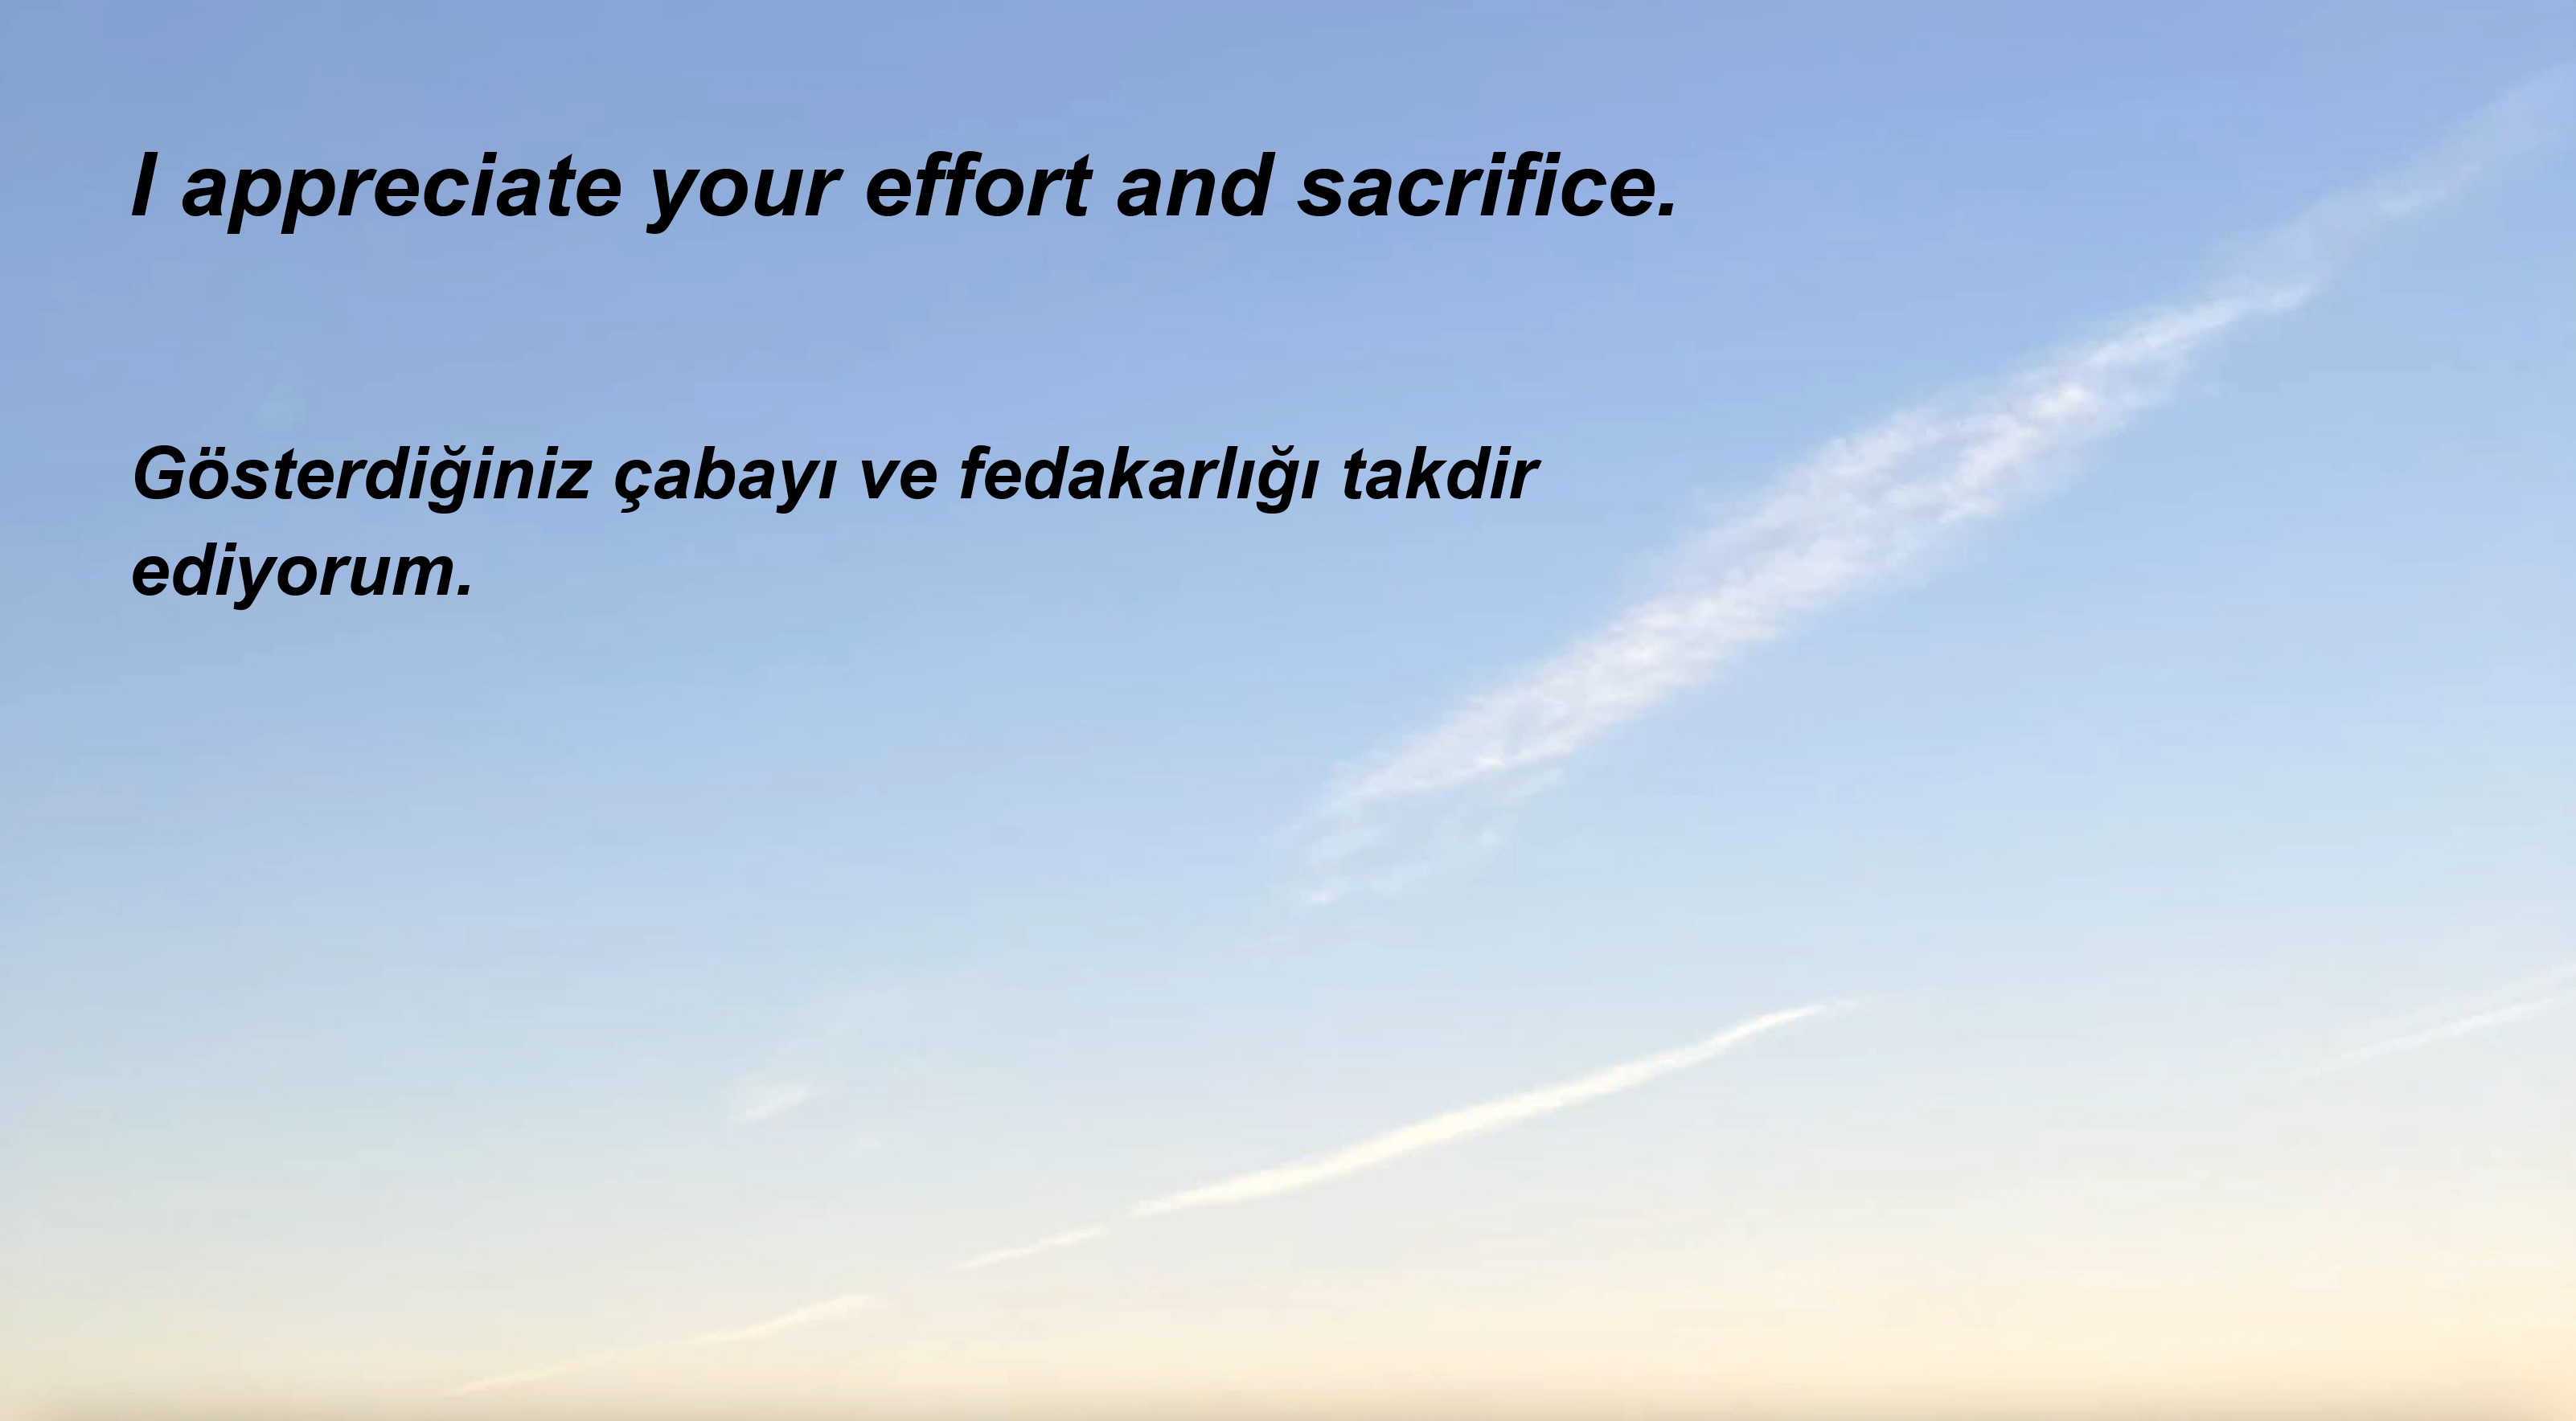 I appreciate your effort and sacrifice.
Gösterdiğiniz çabayı ve fedakarlığı takdir
ediyorum.